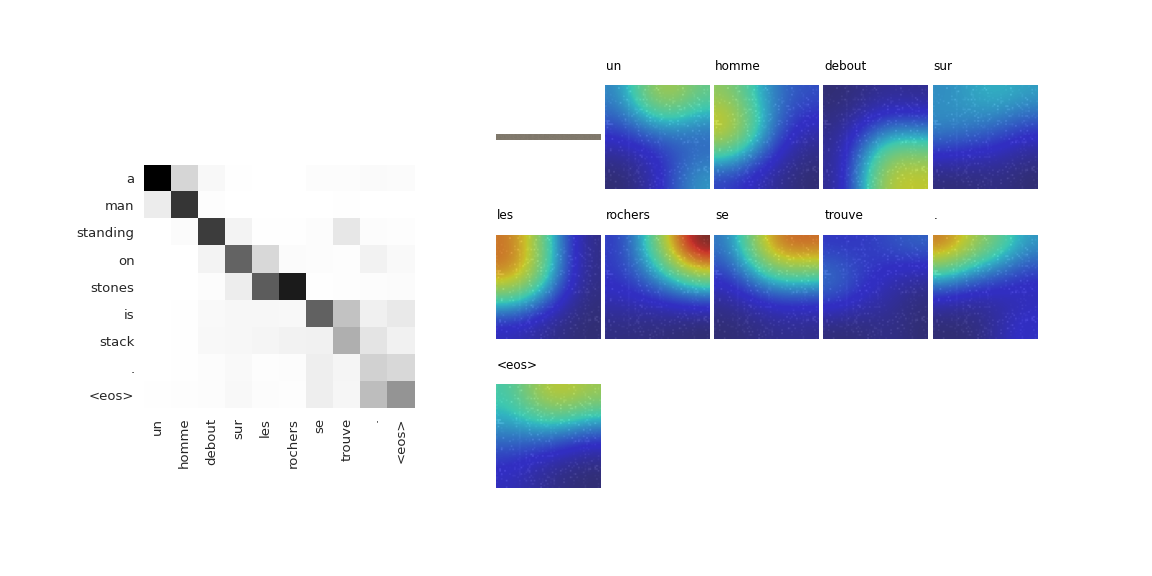 un homme debout sur
les rochers se trouve .
<eos>
a
man
standing
on
stones
is
stack
.
<eos>
un homme debout sur les rochers se trouve . <eos>